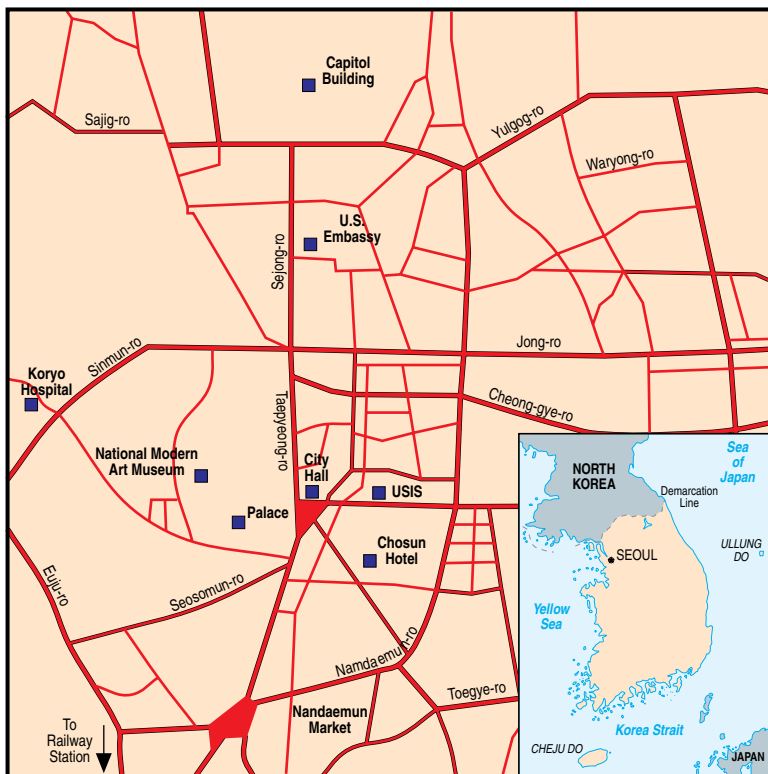 Capitol
Building
Sajig-ro
Yulgog-ro
Waryong-ro
U.S.
Embassy
Sejong-ro
Jong-ro
Sinmun-ro
Koryo
Hospital
Taepyeong-ro
Cheong-gye-ro
National Modern
Art Museum
City
Hall
USIS
Palace
Chosun
Hotel
Euju-ro
Seosomun-ro
Namdaemun-ro
Toegye-ro
Nandaemun
Market
To
Railway
Station
NORTH
KOREA
Sea
of
Japan
Demarcation
Line
SEOUL
ULLUNG
DO
Yellow
Sea
Korea Strait
CHEJU DO
JAPAN